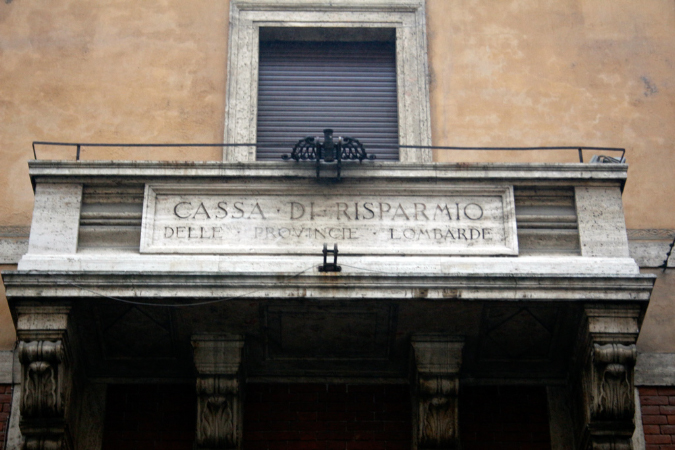 CASSA · DI · RISPARMIO
DELLE · PROVINCIE · LOMBARDE